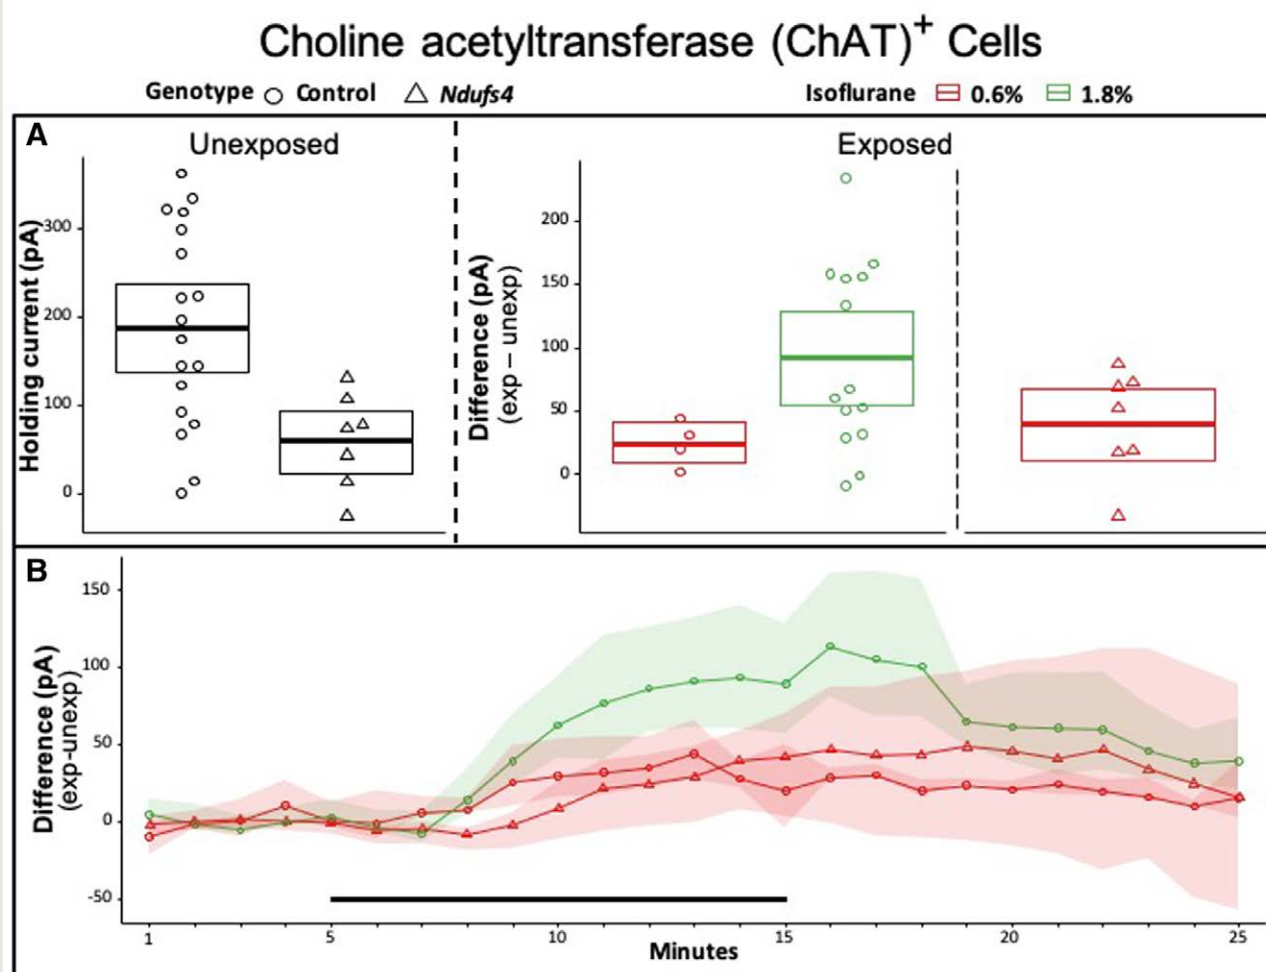 Choline acetyltransferase (ChAT)+ Cells
Genotype Control Ndufs4 Isoflurane 0.6% 1.8%
A
Unexposed
Holding current (pA)
300
200
100
0
Exposed
Difference (pA)
(exp – unexp)
200
150
100
50
0
B
Difference (pA)
(exp-unexp)
150
100
50
0
-50
1 5 10 15 20 25
Minutes